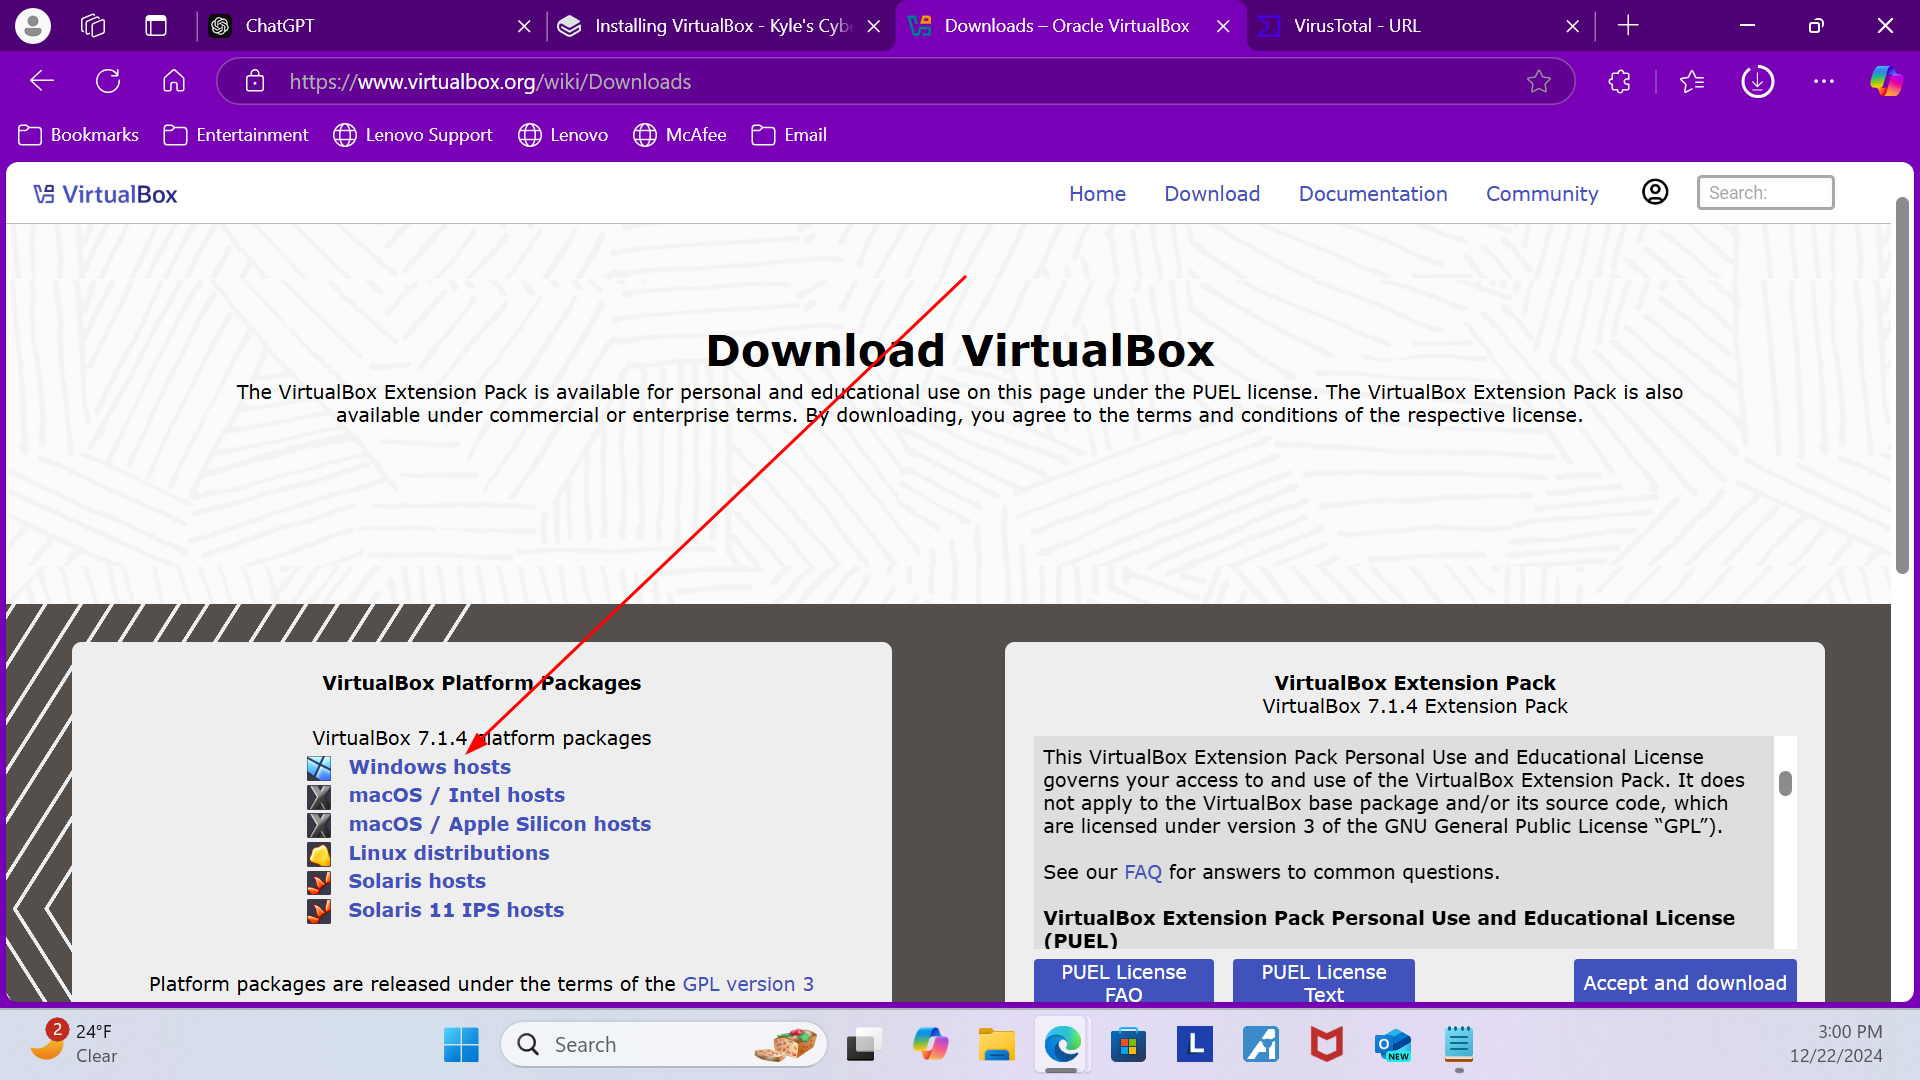 ChatGPT
Installing VirtualBox - Kyle's Cybe
Downloads – Oracle VirtualBox
VirusTotal - URL
https://www.virtualbox.org/wiki/Downloads
Bookmarks
Entertainment
Lenovo Support
Lenovo
McAfee
Email
VirtualBox
Home
Download
Documentation
Community
Search:
Download VirtualBox
The VirtualBox Extension Pack is available for personal and educational use on this page under the PUEL license. The VirtualBox Extension Pack is also
available under commercial or enterprise terms. By downloading, you agree to the terms and conditions of the respective license.
VirtualBox Platform Packages
VirtualBox 7.1.4 platform packages
Windows hosts
macOS / Intel hosts
macOS / Apple Silicon hosts
Linux distributions
Solaris hosts
Solaris 11 IPS hosts
Platform packages are released under the terms of the GPL version 3
VirtualBox Extension Pack
VirtualBox 7.1.4 Extension Pack
This VirtualBox Extension Pack Personal Use and Educational License
governs your access to and use of the VirtualBox Extension Pack. It does
not apply to the VirtualBox base package and/or its source code, which
are licensed under version 3 of the GNU General Public License “GPL”).
See our FAQ for answers to common questions.
VirtualBox Extension Pack Personal Use and Educational License
(PUEL)
PUEL License
FAQ
PUEL License
Text
Accept and download
2
24°F
Clear
Search
L
O
NEW
3:00 PM
12/22/2024